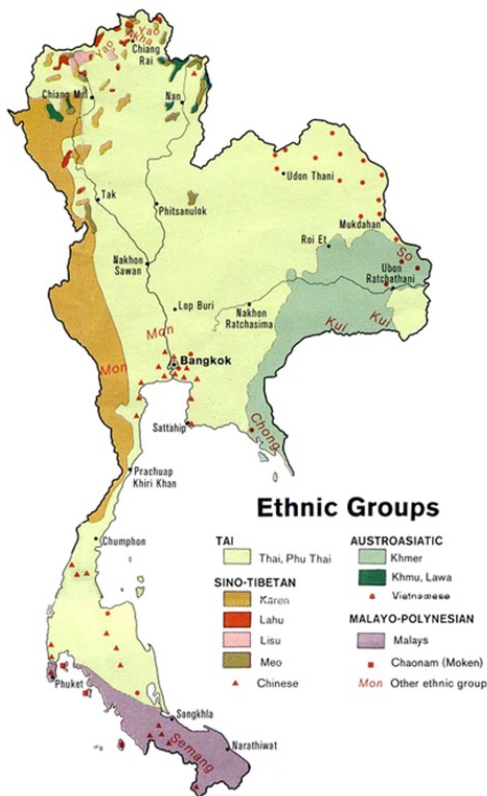 Yao
Yao
Akha
Chiang
Rai
Chiang Mai
Nan
Udon Thani
Tak
Phitsanulok
Mukdahan
Roi Et
So
Nakhon
Sawan
Ubon
Ratchathani
Lop Buri
Nakhon
Ratchasima
Kui
Kui
Mon
Mon
Bangkok
Chong
Sattahip
Prachuap
Khiri Khan
Chumphon
Phuket
Songkhla
Semang
Narathiwat
Ethnic Groups
TAI
Thai, Phu Thai
SINO-TIBETAN
Karen
Lahu
Lisu
Meo
Chinese
AUSTROASIATIC
Khmer
Khmu, Lawa
Vietnamese
MALAYO-POLYNESIAN
Malays
Chaonam (Moken)
Mon Other ethnic group